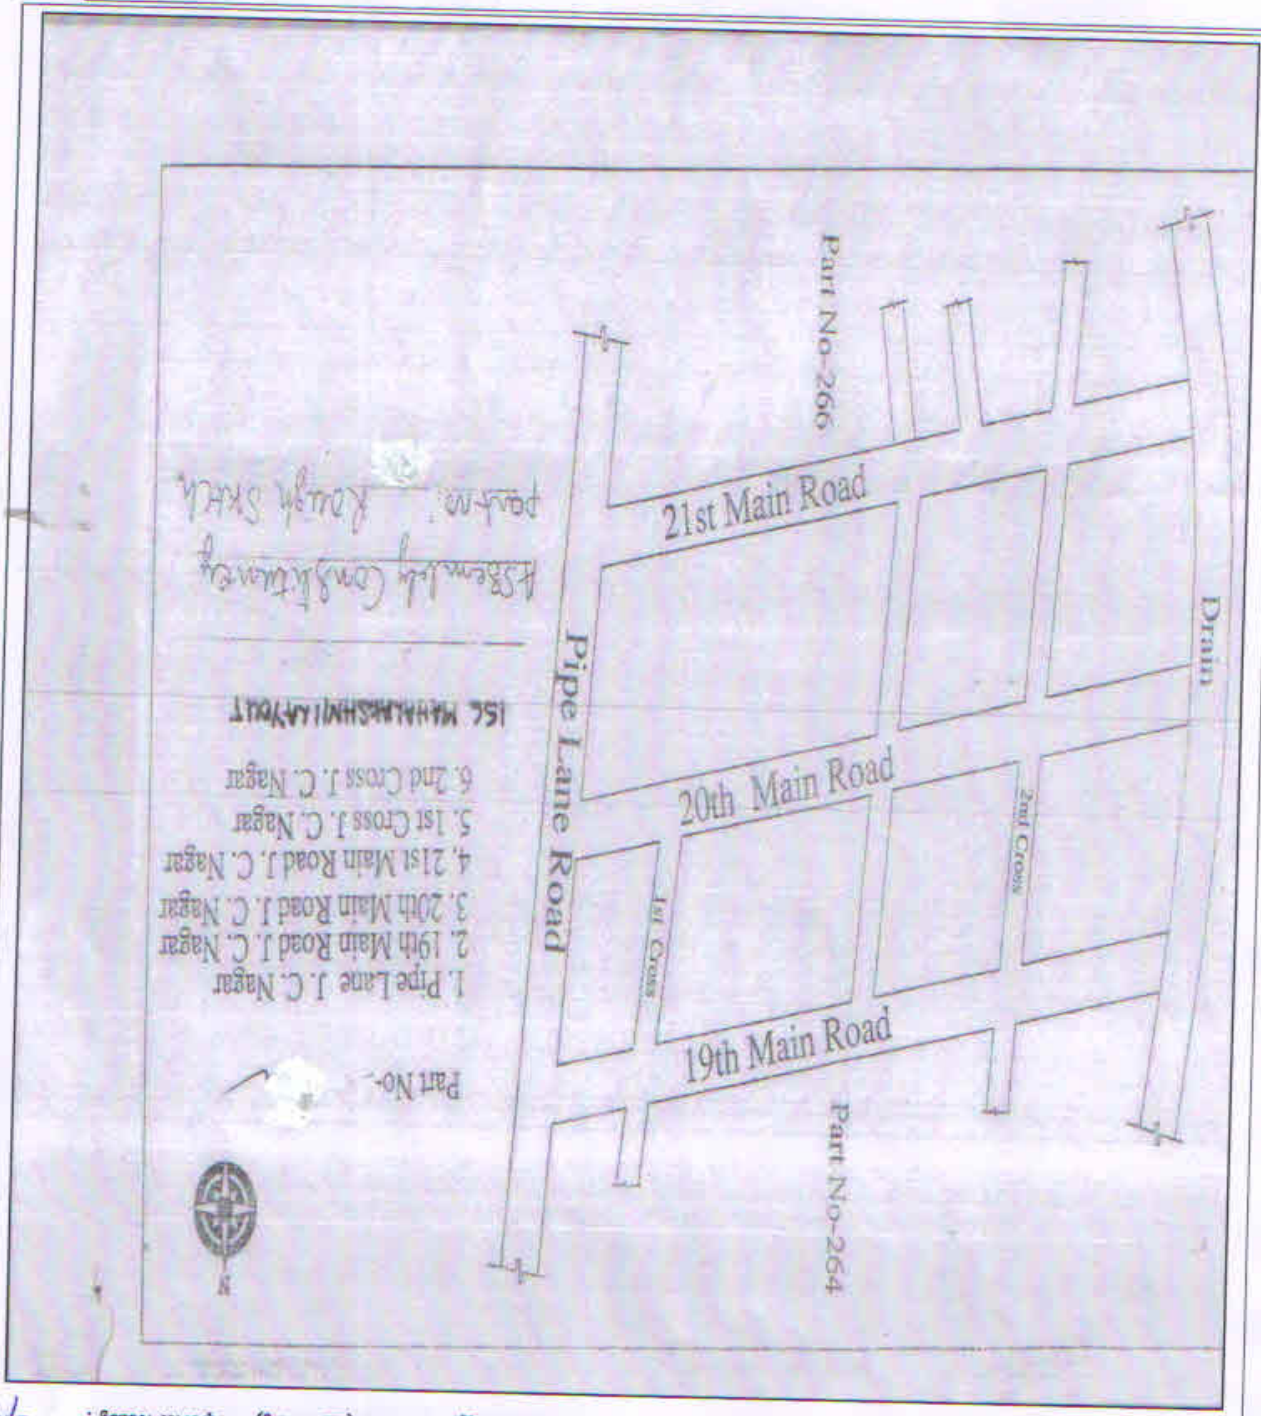 Part No-266
21st Main Road
Drain
Pipe Lane Road
20th Main Road
2nd Cross
1st Cross
19th Main Road
Part No-264
N
Part No-
1. Pipe Lane J. C. Nagar
2. 19th Main Road J. C. Nagar
3. 20th Main Road J. C. Nagar
4. 21st Main Road J. C. Nagar
5. 1st Cross J. C. Nagar
6. 2nd Cross J. C. Nagar
156 MAHALAKSHMI LAYOUT
Assembly Constituency
part no. Rough Sketch